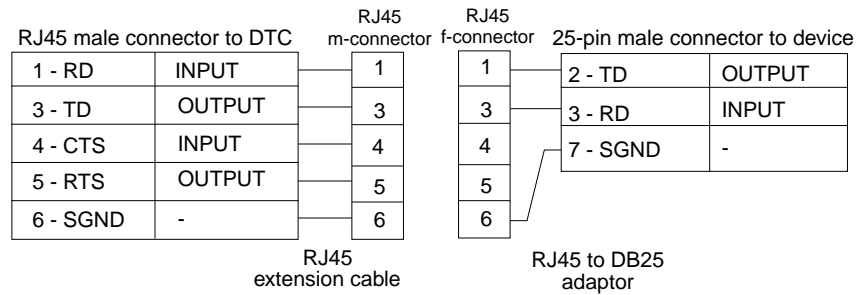 RJ45 male connector to DTC
RJ45
m-connector
RJ45
f-connector
25-pin male connector to device
1 - RD INPUT
3 - TD OUTPUT
4 - CTS INPUT
5 - RTS OUTPUT
6 - SGND -
1
3
4
5
6
1
3
4
5
6
2 - TD OUTPUT
3 - RD INPUT
7 - SGND -
RJ45
extension cable
RJ45 to DB25
adaptor